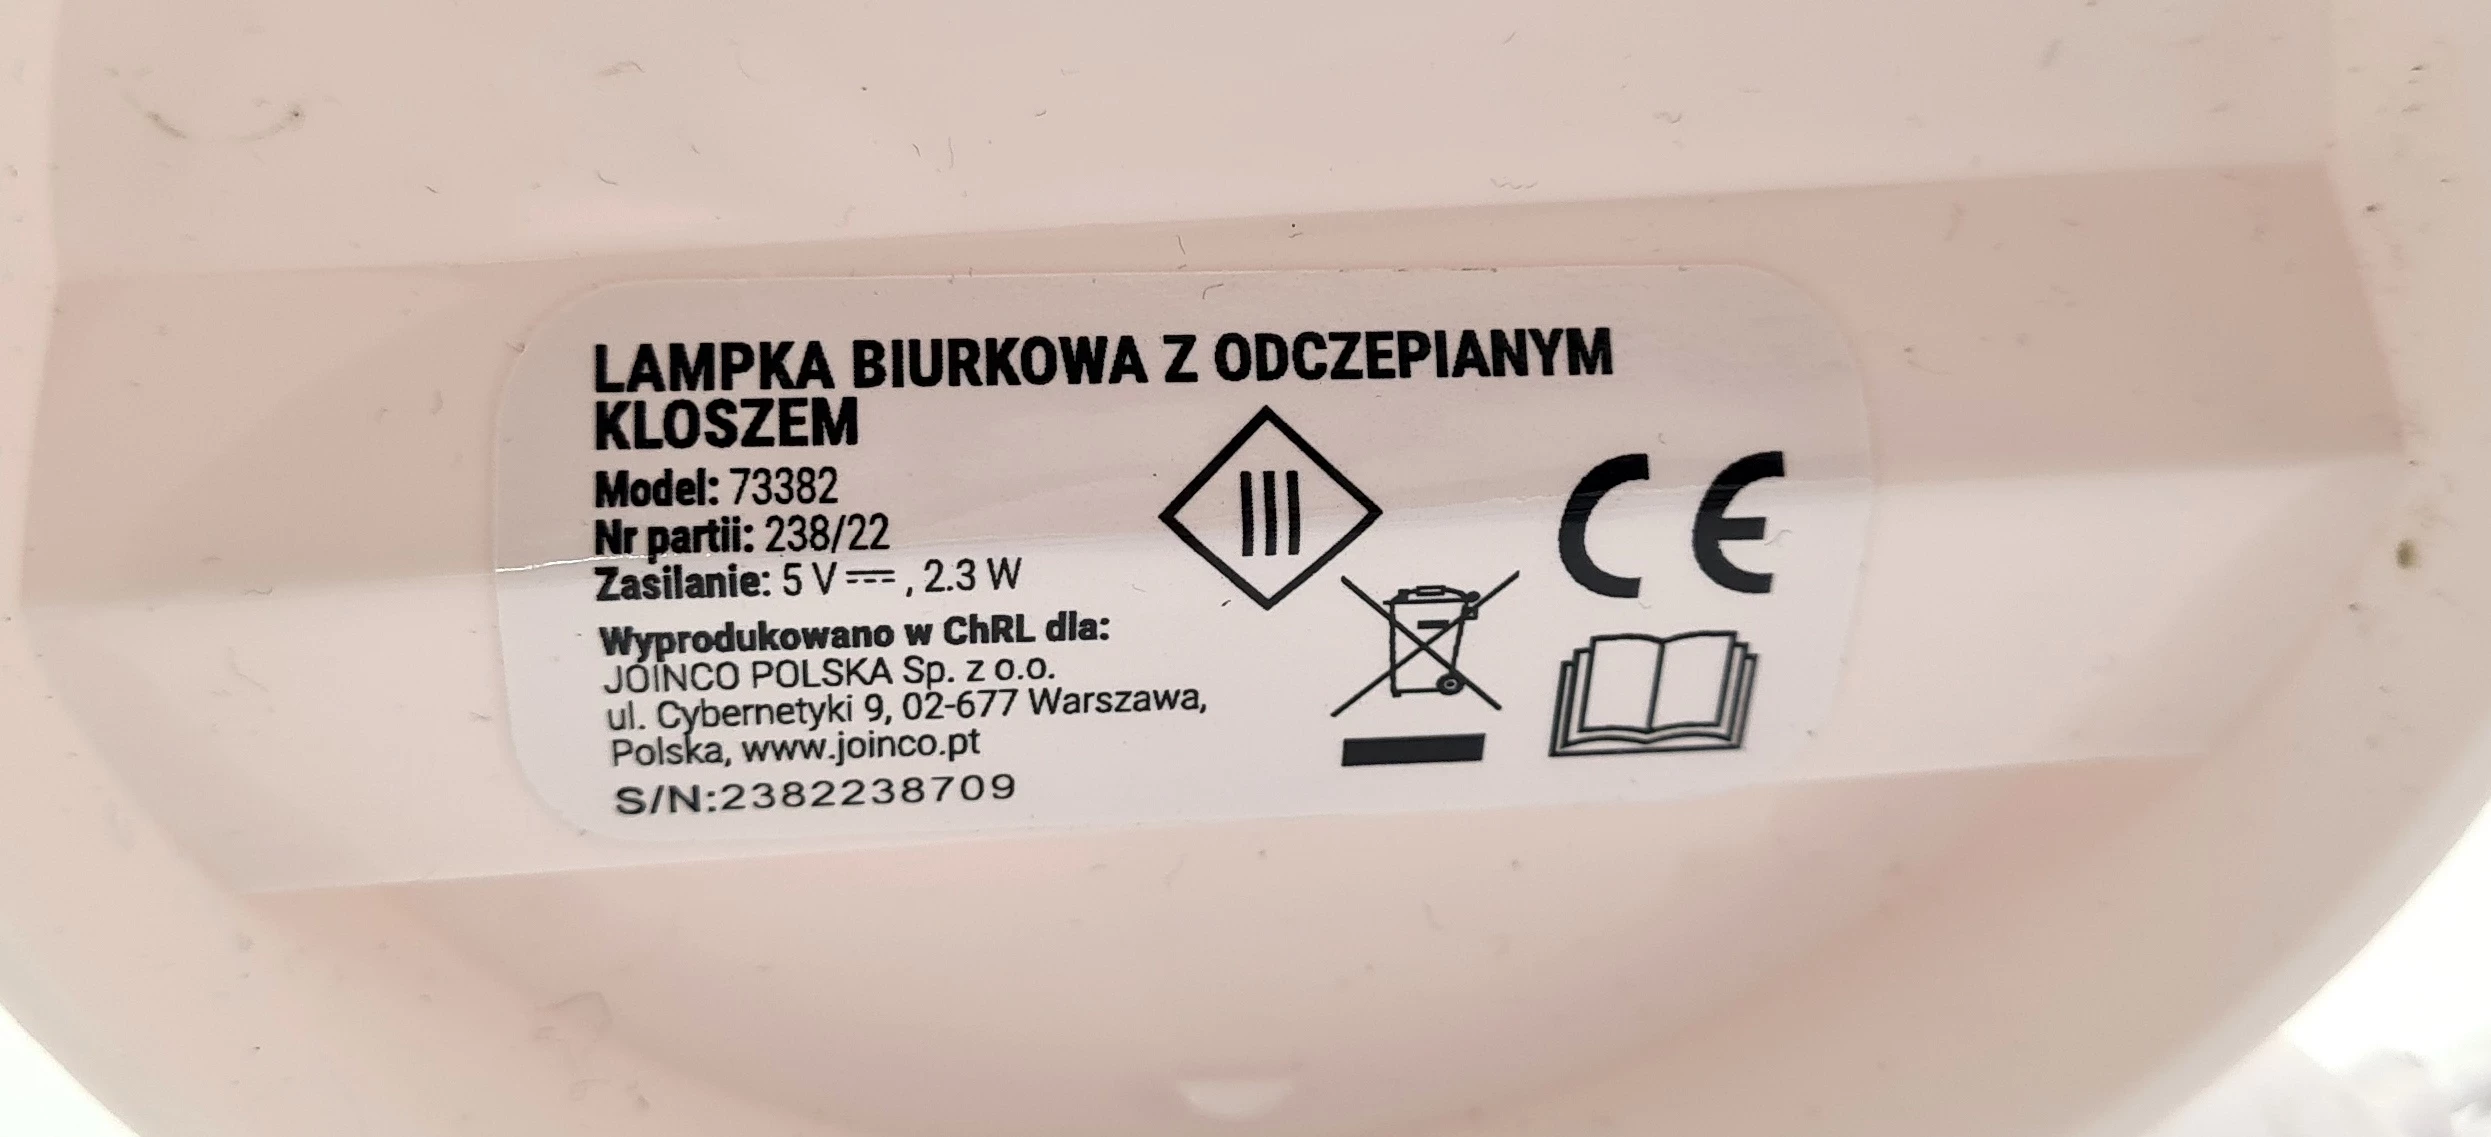 LAMPKA BIURKOWA Z ODCZEPIANYM
KLOSZEM
Model: 73382
Nr partii: 238/22
Zasilanie: 5 V ⎓ , 2.3 W
Wyprodukowano w ChRL dla:
JOINCO POLSKA Sp. z o.o.
ul. Cybernetyki 9, 02-677 Warszawa,
Polska, www.joinco.pt
S/N:2382238709
III
CE